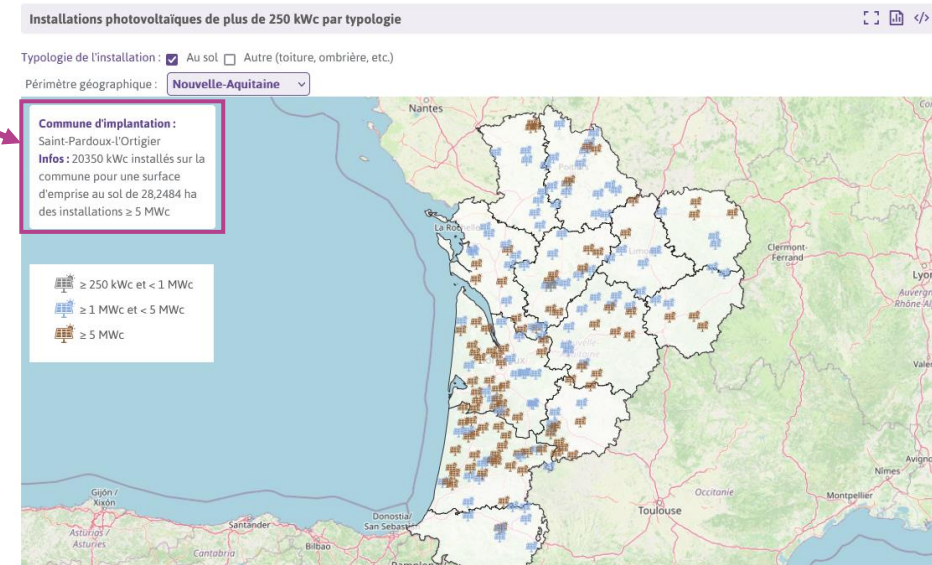 Installations photovoltaïques de plus de 250 kWc par typologie
Typologie de l'installation : Au sol Autre (toiture, ombrière, etc.)
Périmètre géographique : Nouvelle-Aquitaine
Commune d'implantation :
Saint-Pardoux-l'Ortigier
Infos : 20350 kWc installés sur la
commune pour une surface
d'emprise au sol de 28,2484 ha
des installations ≥ 5 MWc
≥ 250 kWc et < 1 MWc
≥ 1 MWc et < 5 MWc
≥ 5 MWc
Nantes
La Rochelle
Clermont-
Ferrand
Lyon
Toulouse
Occitanie
Montpellier
Nîmes
Gijón /
Xixón
Asturias /
Asturies
Santander
Cantabria
Bilbao
Donostia/